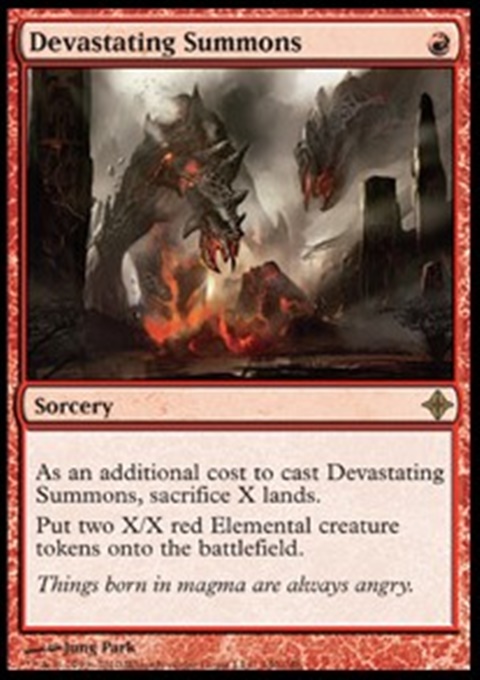 Devastating Summons
Sorcery
As an additional cost to cast Devastating
Summons, sacrifice X lands.
Put two X/X red Elemental creature
tokens onto the battlefield.
Things born in magma are always angry.
Jung Park